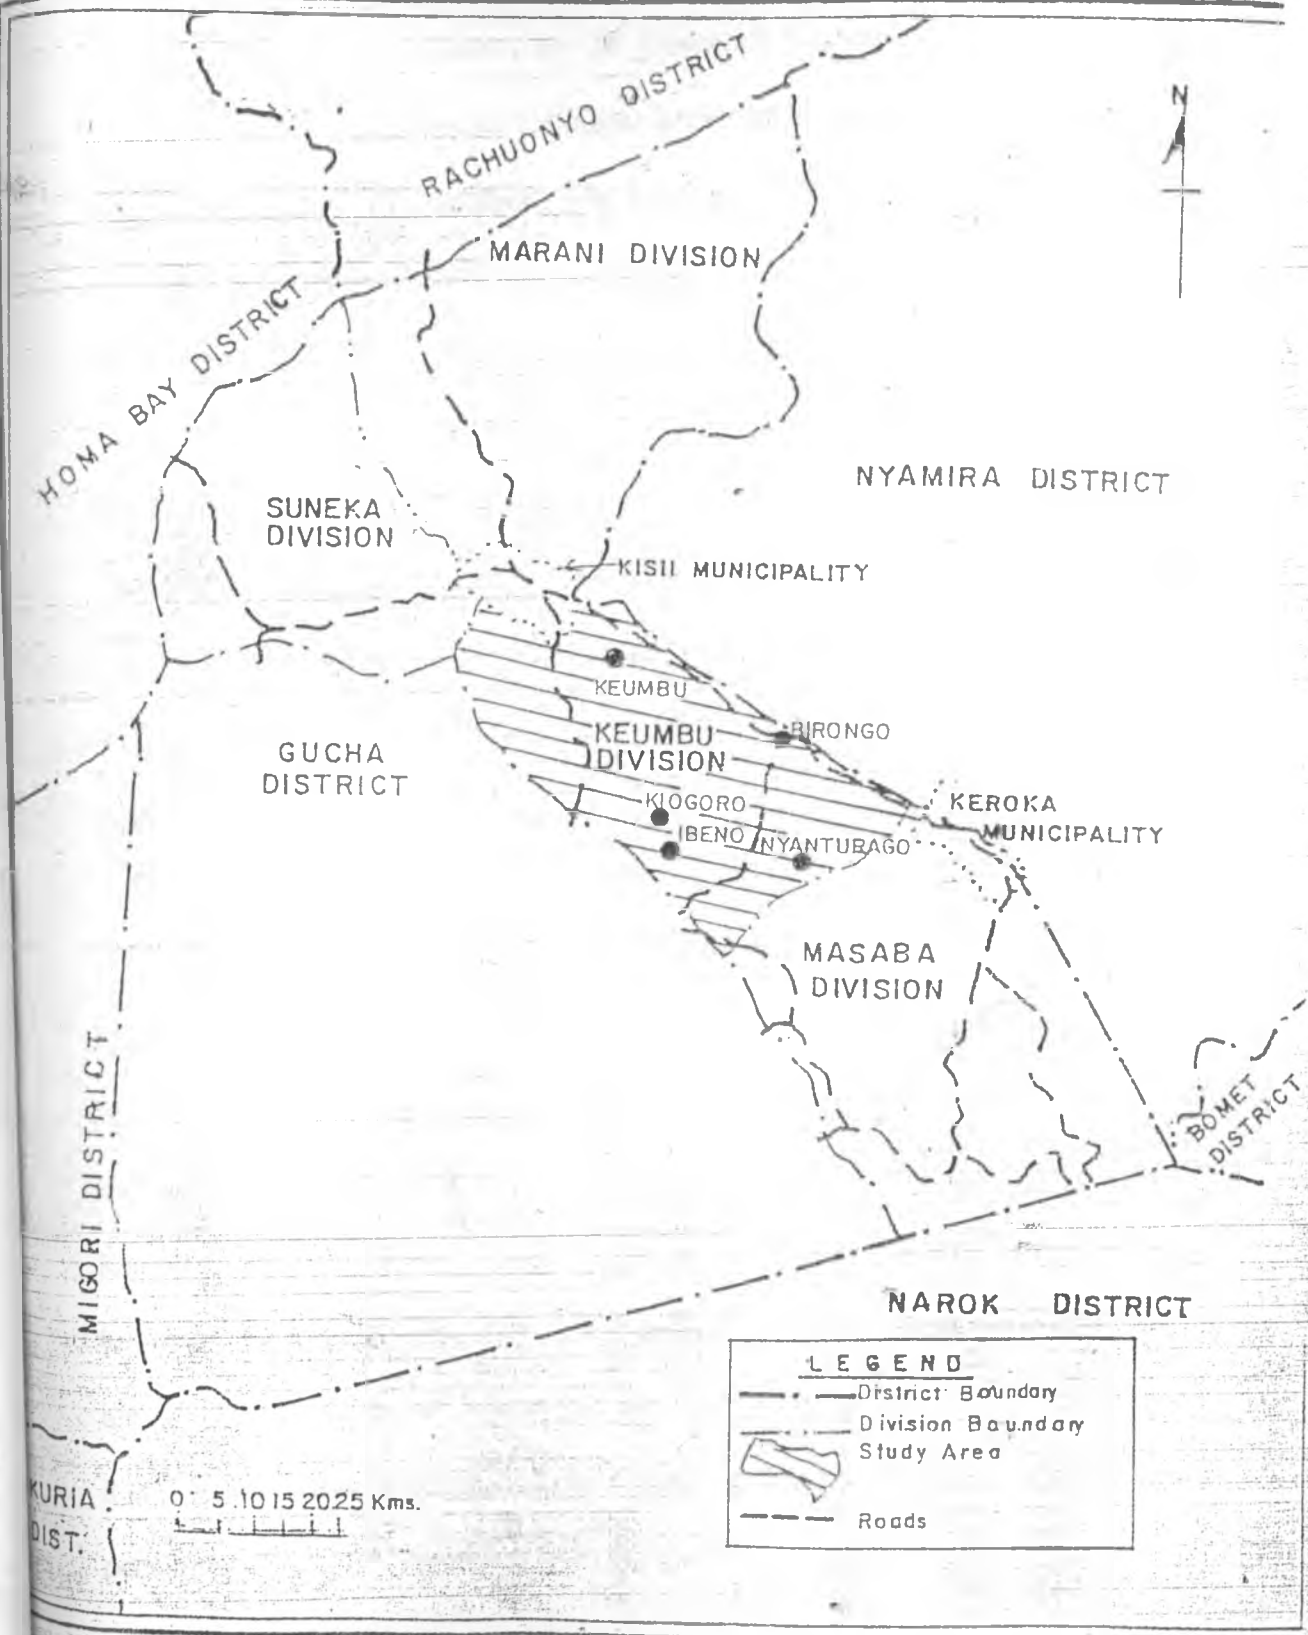 N
RACHUONYO DISTRICT
MARANI DIVISION
HOMA BAY DISTRICT
NYAMIRA DISTRICT
SUNEKA
DIVISION
KISII MUNICIPALITY
KEUMBU
BIRONGO
KEUMBU
DIVISION
GUCHA
DISTRICT
KIOGORO
KEROKA
MUNICIPALITY
IBENO
NYANTURAGO
MASABA
DIVISION
MIGORI DISTRICT
BOMET
DISTRICT
NAROK DISTRICT
LEGEND
District Boundary
Division Boundary
Study Area
Roads
KURIA
DIST.
0 5 10 15 20 25 Kms.